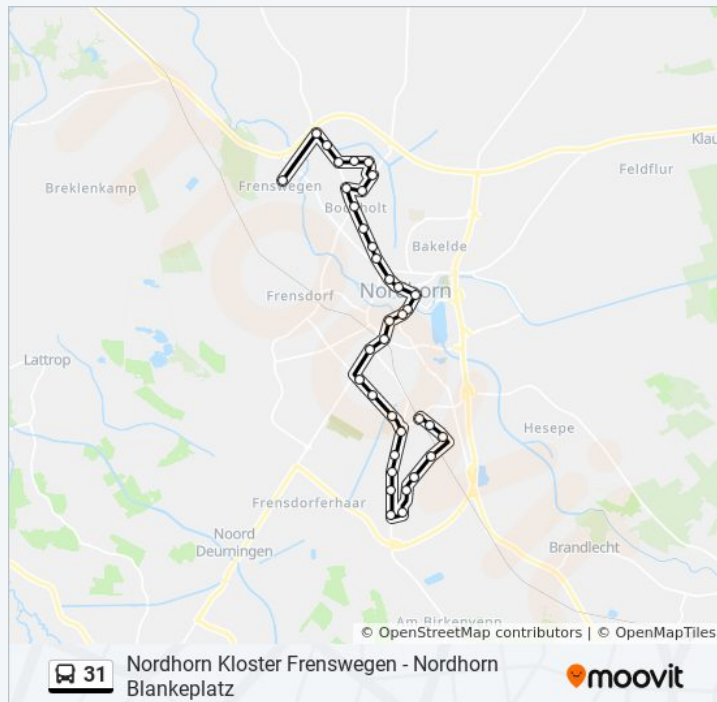 Klau
Feldflur
Breklenkamp
Frenswegen
Bookholt
Bakelde
Nordhorn
Frensdorf
Lattrop
Hesepe
Frensdorferhaar
Noord
Deurningen
Brandlecht
Am Birkenvenn
© OpenStreetMap contributors | © OpenMapTiles
31
Nordhorn Kloster Frenswegen - Nordhorn
Blankeplatz
moovit